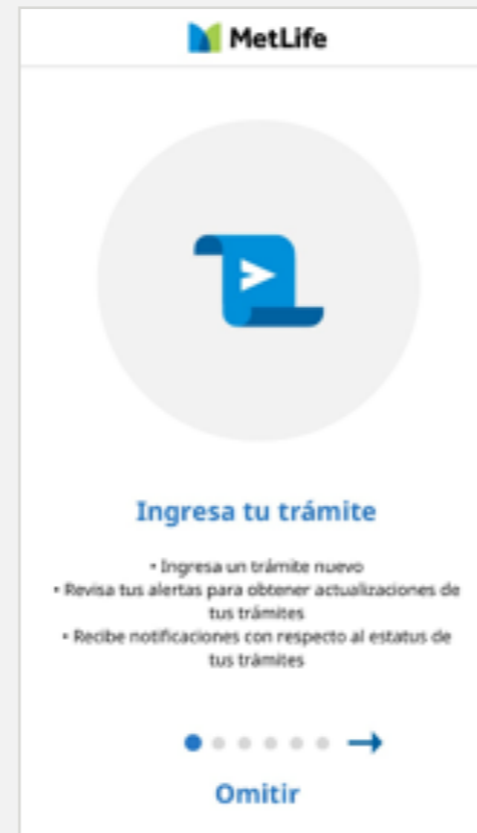 MetLife
Ingresa tu trámite
• Ingresa un trámite nuevo
• Revisa tus alertas para obtener actualizaciones de
tus trámites
• Recibe notificaciones con respecto al estatus de
tus trámites
Omitir